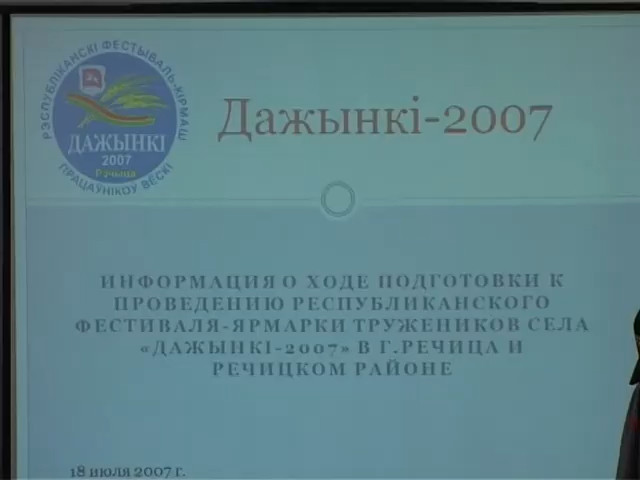 РЭСПУБЛІКАНСКІ ФЕСТЫВАЛЬ-КІРМАШ
ДАЖЫНКІ
2007
Рэчыца
ПРАЦАЎНІКОЎ ВЁСКІ
Дажынкі-2007
ИНФОРМАЦИЯ О ХОДЕ ПОДГОТОВКИ К
ПРОВЕДЕНИЮ РЕСПУБЛИКАНСКОГО
ФЕСТИВАЛЯ-ЯРМАРКИ ТРУЖЕНИКОВ СЕЛА
«ДАЖЫНКІ-2007» В Г.РЕЧИЦА И
РЕЧИЦКОМ РАЙОНЕ
18 июля 2007 г.